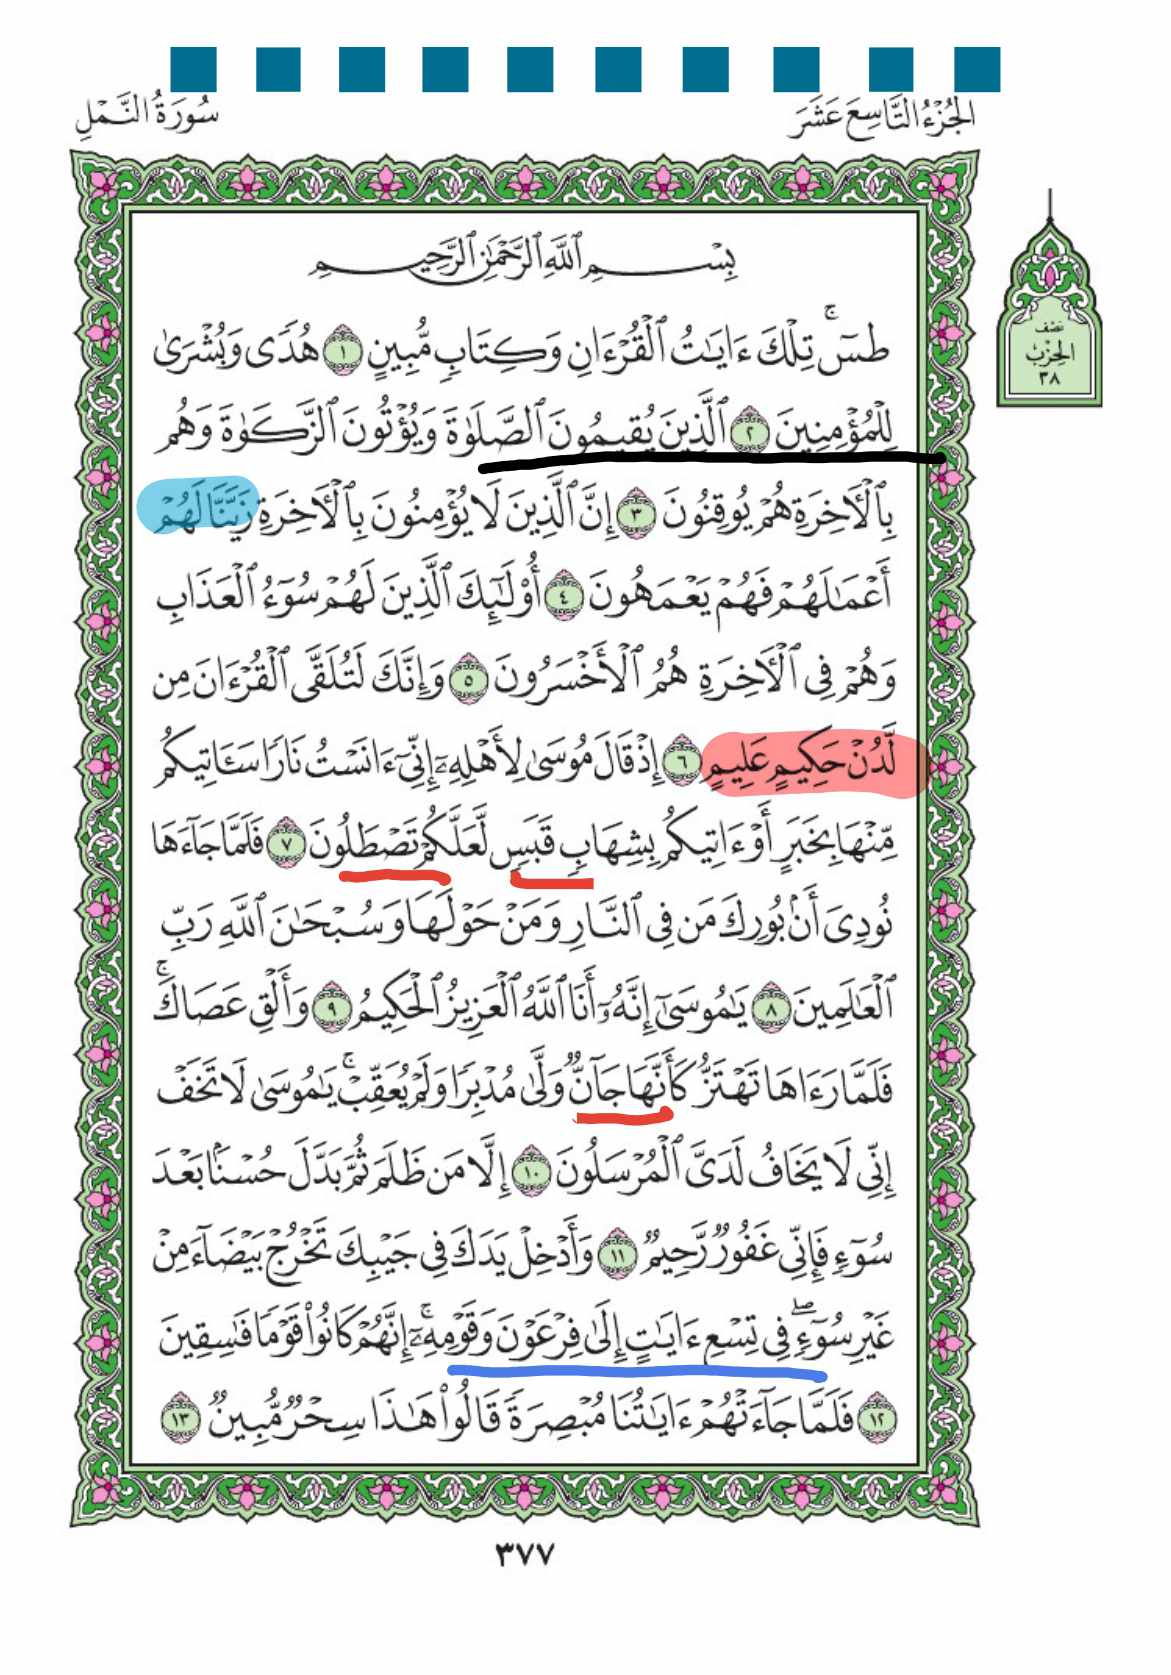 الجُزْءُ التَّاسِعَ عَشَرَ
سُورَةُ النَّمْلِ
بِسْمِ ٱللَّهِ ٱلرَّحْمَٰنِ ٱلرَّحِيمِ
طسٓۚ تِلْكَ ءَايَٰتُ ٱلْقُرْءَانِ وَكِتَابٖ مُّبِينٍ ١ هُدٗى وَبُشْرَىٰ
لِلْمُؤْمِنِينَ ٢ ٱلَّذِينَ يُقِيمُونَ ٱلصَّلَوٰةَ وَيُؤْتُونَ ٱلزَّكَوٰةَ وَهُم
بِٱلْأٓخِرَةِ هُمْ يُوقِنُونَ ٣ إِنَّ ٱلَّذِينَ لَا يُؤْمِنُونَ بِٱلْأٓخِرَةِ زَيَّنَّا لَهُمْ
أَعْمَٰلَهُمْ فَهُمْ يَعْمَهُونَ ٤ أُوْلَٰٓئِكَ ٱلَّذِينَ لَهُمْ سُوٓءُ ٱلْعَذَابِ
وَهُمْ فِي ٱلْأٓخِرَةِ هُمُ ٱلْأَخْسَرُونَ ٥ وَإِنَّكَ لَتُلَقَّى ٱلْقُرْءَانَ مِن
لَّدُنْ حَكِيمٍ عَلِيمٍ ٦ إِذْ قَالَ مُوسَىٰ لِأَهْلِهِۦٓ إِنِّيٓ ءَانَسْتُ نَارٗا سَـَٔاتِيكُم
مِّنْهَا بِخَبَرٍ أَوْ ءَاتِيكُم بِشِهَابٖ قَبَسٖ لَّعَلَّكُمْ تَصْطَلُونَ ٧ فَلَمَّا جَآءَهَا
نُودِيَ أَنۢ بُورِكَ مَن فِي ٱلنَّارِ وَمَنْ حَوْلَهَا وَسُبْحَٰنَ ٱللَّهِ رَبِّ
ٱلْعَٰلَمِينَ ٨ يَٰمُوسَىٰٓ إِنَّهُۥٓ أَنَا ٱللَّهُ ٱلْعَزِيزُ ٱلْحَكِيمُ ٩ وَأَلْقِ عَصَاكَۚ
فَلَمَّا رَءَاهَا تَهْتَزُّ كَأَنَّهَا جَآنّٞ وَلَّىٰ مُدْبِرٗا وَلَمْ يُعَقِّبْۚ يَٰمُوسَىٰ لَا تَخَفْ
إِنِّي لَا يَخَافُ لَدَيَّ ٱلْمُرْسَلُونَ ١٠ إِلَّا مَن ظَلَمَ ثُمَّ بَدَّلَ حُسْنَۢا بَعْدَ
سُوٓءٖ فَإِنِّي غَفُورٞ رَّحِيمٞ ١١ وَأَدْخِلْ يَدَكَ فِي جَيْبِكَ تَخْرُجْ بَيْضَآءَ مِنْ
غَيْرِ سُوٓءٖۖ فِي تِسْعِ ءَايَٰتٍ إِلَىٰ فِرْعَوْنَ وَقَوْمِهِۦٓۚ إِنَّهُمْ كَانُواْ قَوْمٗا فَٰسِقِينَ
١٢ فَلَمَّا جَآءَتْهُمْ ءَايَٰتُنَا مُبْصِرَةٗ قَالُواْ هَٰذَا سِحْرٞ مُّبِينٞ ١٣
نصف
الحزب
٣٨
٣٧٧